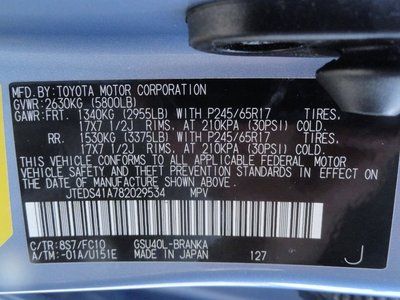 MFD. BY: TOYOTA MOTOR CORPORATION
GVWR: 2630KG (5800LB)
GAWR: FRT. 1340KG (2955LB) WITH P245/65R17 TIRES,
17X7 1/2J RIMS, AT 210KPA (30PSI) COLD.
RR. 1530KG (3375LB) WITH P245/65R17 TIRES,
17X7 1/2J RIMS, AT 210KPA (30PSI) COLD.
THIS VEHICLE CONFORMS TO ALL APPLICABLE FEDERAL MOTOR
VEHICLE SAFETY AND THEFT PREVENTION STANDARDS IN EFFECT ON
THE DATE OF MANUFACTURE SHOWN ABOVE.
JTEDS41A782029534 MPV
C/TR: 8S7/FC10 GSU40L-BRANKA
A/TM: -01A/U151E MADE IN JAPAN 127 J